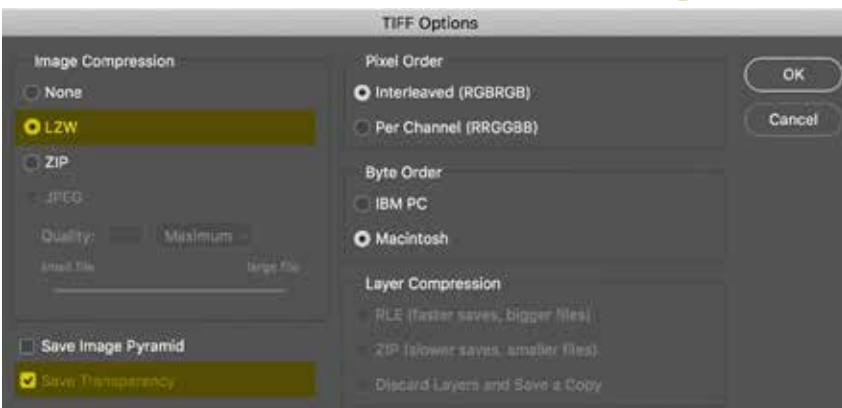 TIFF Options
Image Compression
None
LZW
ZIP
JPEG
Quality: Maximum
small file large file
Save Image Pyramid
Save Transparency
Pixel Order
Interleaved (RGBRGB)
Per Channel (RRGGBB)
Byte Order
IBM PC
Macintosh
Layer Compression
RLE (faster saves, bigger files)
ZIP (slower saves, smaller files)
Discard Layers and Save a Copy
OK
Cancel